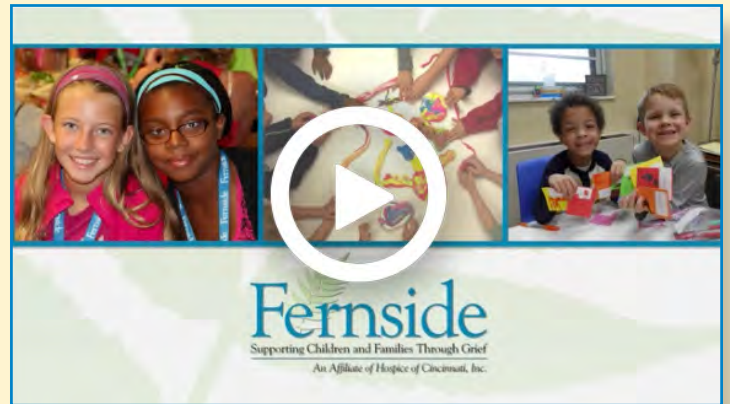 Fernside
Supporting Children and Families Through Grief
An Affiliate of Hospice of Cincinnati, Inc.